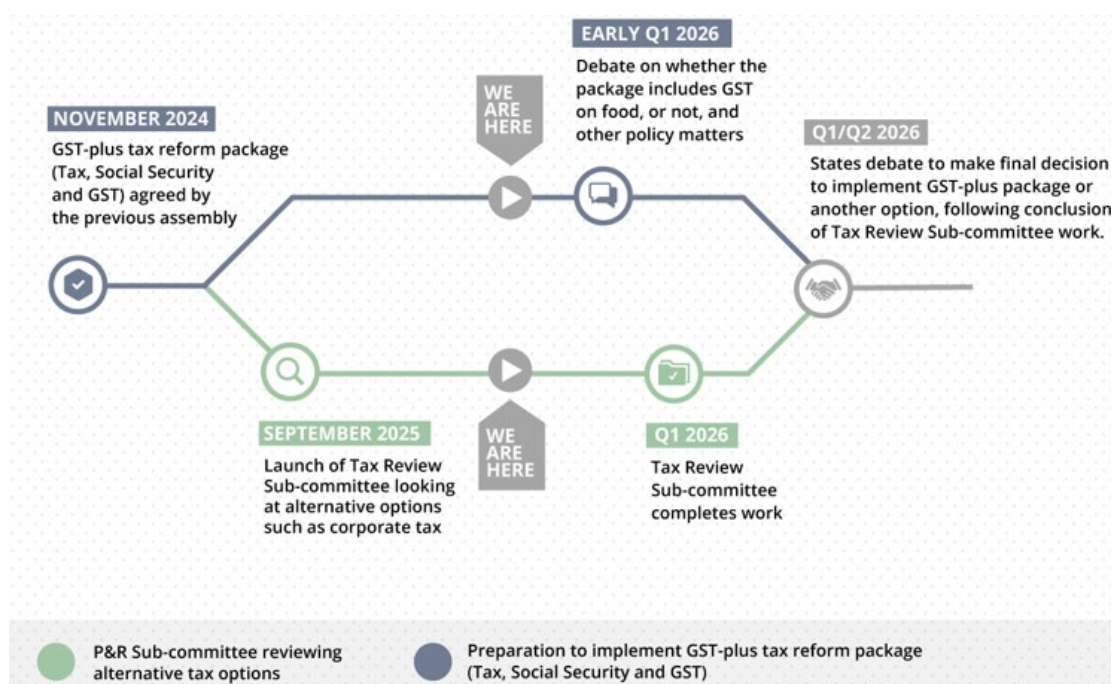 EARLY Q1 2026
Debate on whether the
package includes GST
on food, or not, and
other policy matters
WE
ARE
HERE
NOVEMBER 2024
GST-plus tax reform package
(Tax, Social Security
and GST) agreed by
the previous assembly
Q1/Q2 2026
States debate to make final decision
to implement GST-plus package or
another option, following conclusion
of Tax Review Sub-committee work.
SEPTEMBER 2025
Launch of Tax Review
Sub-committee looking
at alternative options
such as corporate tax
WE
ARE
HERE
Q1 2026
Tax Review
Sub-committee
completes work
P&R Sub-committee reviewing
alternative tax options
Preparation to implement GST-plus tax reform package
(Tax, Social Security and GST)